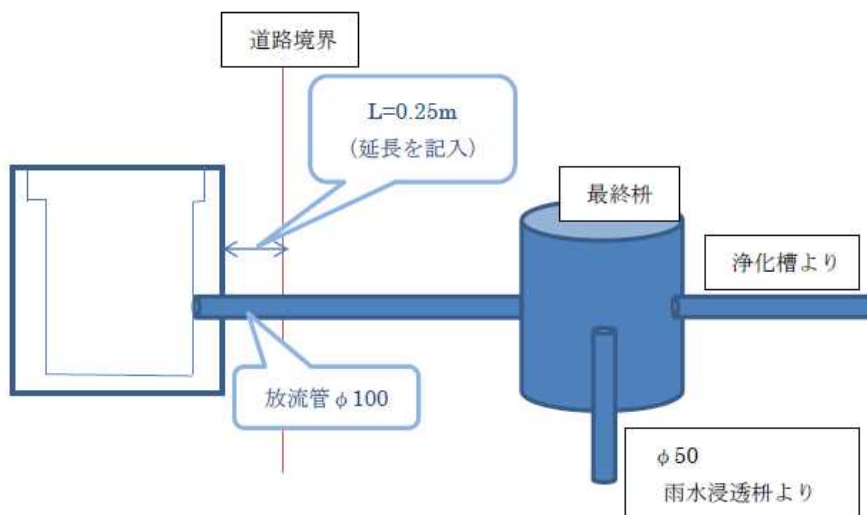 道路境界
L=0.25m
（延長を記入）
最終枡
浄化槽より
放流管φ100
φ50
雨水浸透枡より